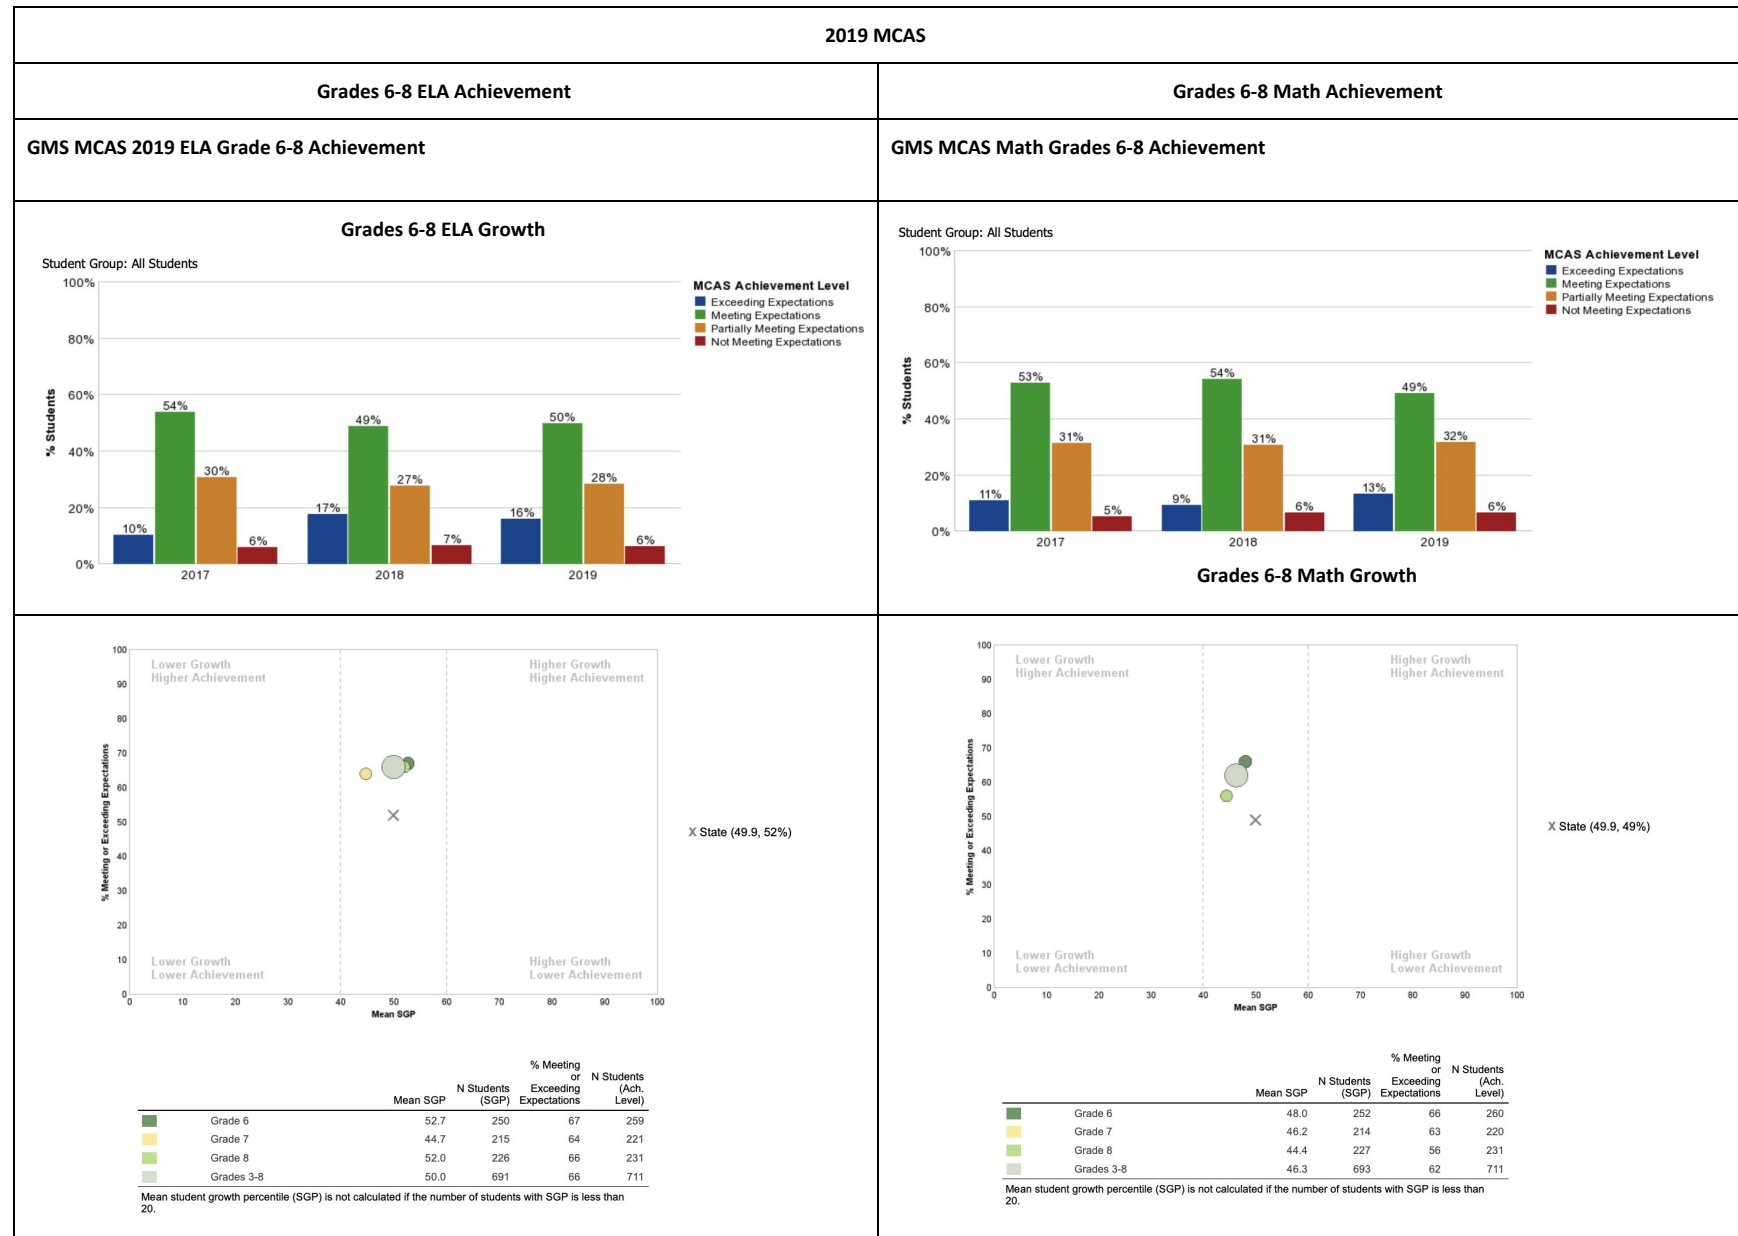 2019 MCAS
Grades 6-8 ELA Achievement
Grades 6-8 Math Achievement
GMS MCAS 2019 ELA Grade 6-8 Achievement
GMS MCAS Math Grades 6-8 Achievement
Grades 6-8 ELA Growth
Student Group: All Students
100%
80%
60%
40%
20%
0%
% Students
10%
54%
30%
6%
17%
49%
27%
7%
16%
50%
28%
6%
2017
2018
2019
MCAS Achievement Level
Exceeding Expectations
Meeting Expectations
Partially Meeting Expectations
Not Meeting Expectations
Student Group: All Students
100%
80%
60%
40%
20%
0%
% Students
11%
53%
31%
5%
9%
54%
31%
6%
13%
49%
32%
6%
2017
2018
2019
MCAS Achievement Level
Exceeding Expectations
Meeting Expectations
Partially Meeting Expectations
Not Meeting Expectations
Grades 6-8 Math Growth
100
90
80
70
60
50
40
30
20
10
0
% Meeting or Exceeding Expectations
Lower Growth
Higher Achievement
Higher Growth
Higher Achievement
Lower Growth
Lower Achievement
Higher Growth
Lower Achievement
0 10 20 30 40 50 60 70 80 90 100
Mean SGP
X State (49.9, 52%)
Mean SGP
N Students
(SGP)
% Meeting
or
Exceeding
Expectations
N Students
(Ach.
Level)
Grade 6 52.7 250 67 259
Grade 7 44.7 215 64 221
Grade 8 52.0 226 66 231
Grades 3-8 50.0 691 66 711
Mean student growth percentile (SGP) is not calculated if the number of students with SGP is less than
20.
100
90
80
70
60
50
40
30
20
10
0
% Meeting or Exceeding Expectations
Lower Growth
Higher Achievement
Higher Growth
Higher Achievement
Lower Growth
Lower Achievement
Higher Growth
Lower Achievement
0 10 20 30 40 50 60 70 80 90 100
Mean SGP
X State (49.9, 49%)
Mean SGP
N Students
(SGP)
% Meeting
or
Exceeding
Expectations
N Students
(Ach.
Level)
Grade 6 48.0 252 66 260
Grade 7 46.2 214 63 220
Grade 8 44.4 227 56 231
Grades 3-8 46.3 693 62 711
Mean student growth percentile (SGP) is not calculated if the number of students with SGP is less than
20.